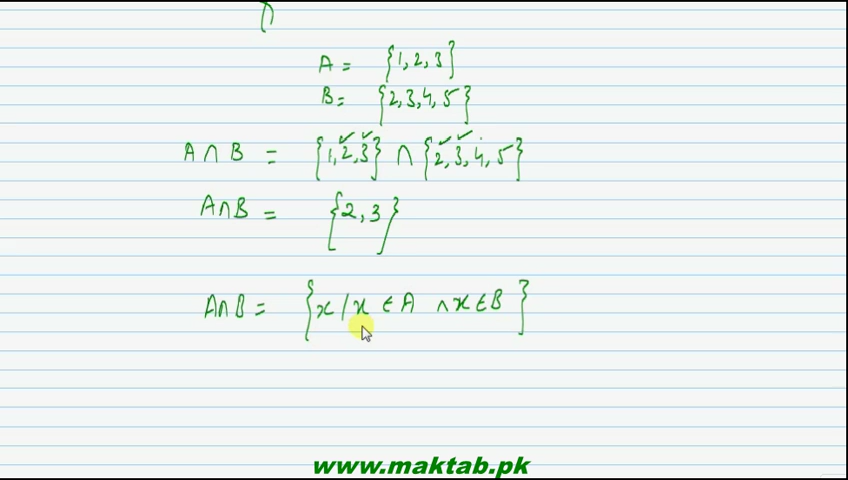 ∩
A = {1, 2, 3}
B = {2, 3, 4, 5}
A ∩ B = {1, 2, 3} ∩ {2, 3, 4, 5}
A∩B = {2, 3}
A∩B = {x / x ∈ A ∧ x ∈ B}
www.maktab.pk